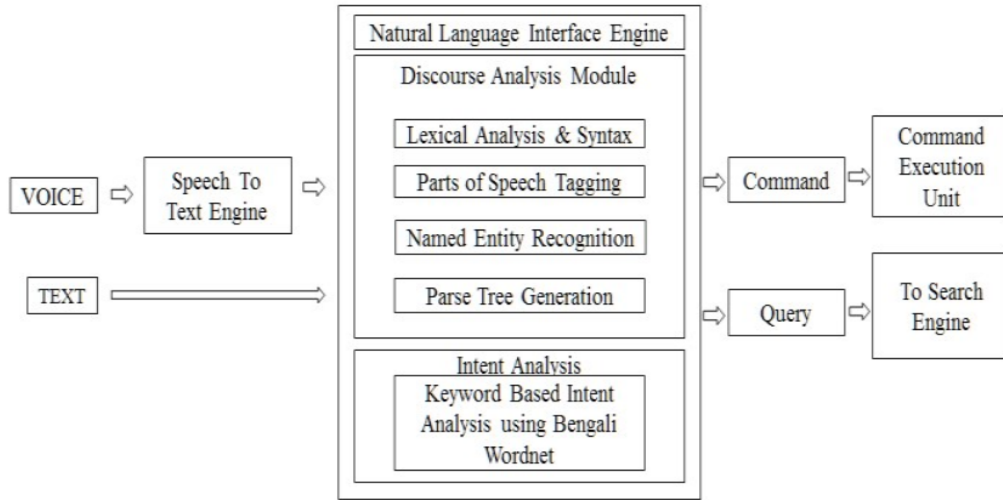 Natural Language Interface Engine
Discourse Analysis Module
Lexical Analysis & Syntax
Parts of Speech Tagging
Named Entity Recognition
Parse Tree Generation
Intent Analysis
Keyword Based Intent
Analysis using Bengali
Wordnet
VOICE
Speech To
Text Engine
TEXT
Command
Command
Execution
Unit
Query
To Search
Engine